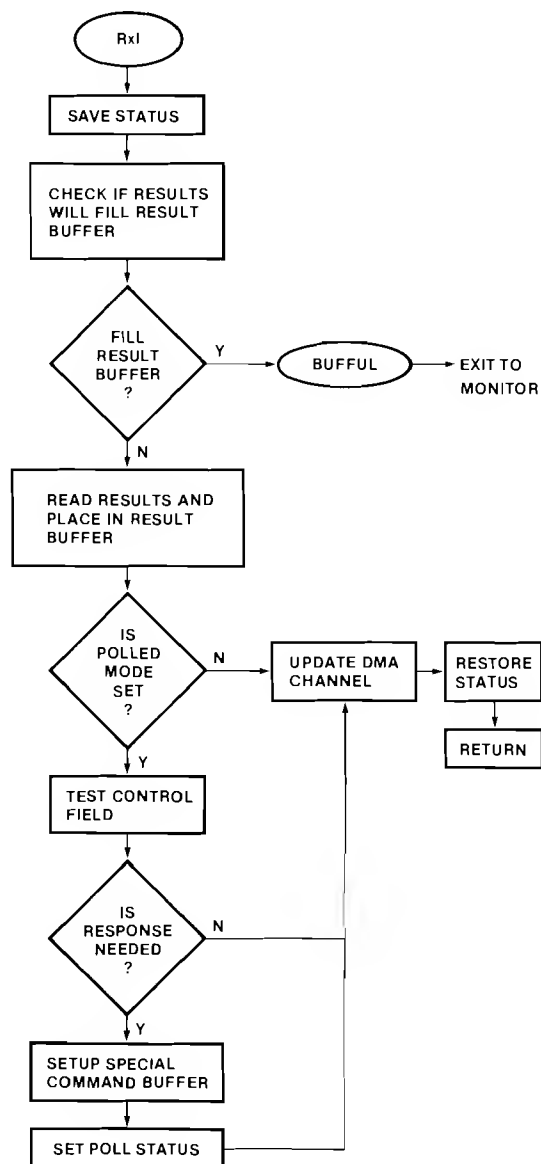 RxI
SAVE STATUS
CHECK IF RESULTS
WILL FILL RESULT
BUFFER
FILL
RESULT
BUFFER
?
Y
BUFFUL
EXIT TO
MONITOR
N
READ RESULTS AND
PLACE IN RESULT
BUFFER
IS
POLLED
MODE
SET
?
N
UPDATE DMA
CHANNEL
RESTORE
STATUS
RETURN
Y
TEST CONTROL
FIELD
IS
RESPONSE
NEEDED
?
N
Y
SETUP SPECIAL
COMMAND BUFFER
SET POLL STATUS